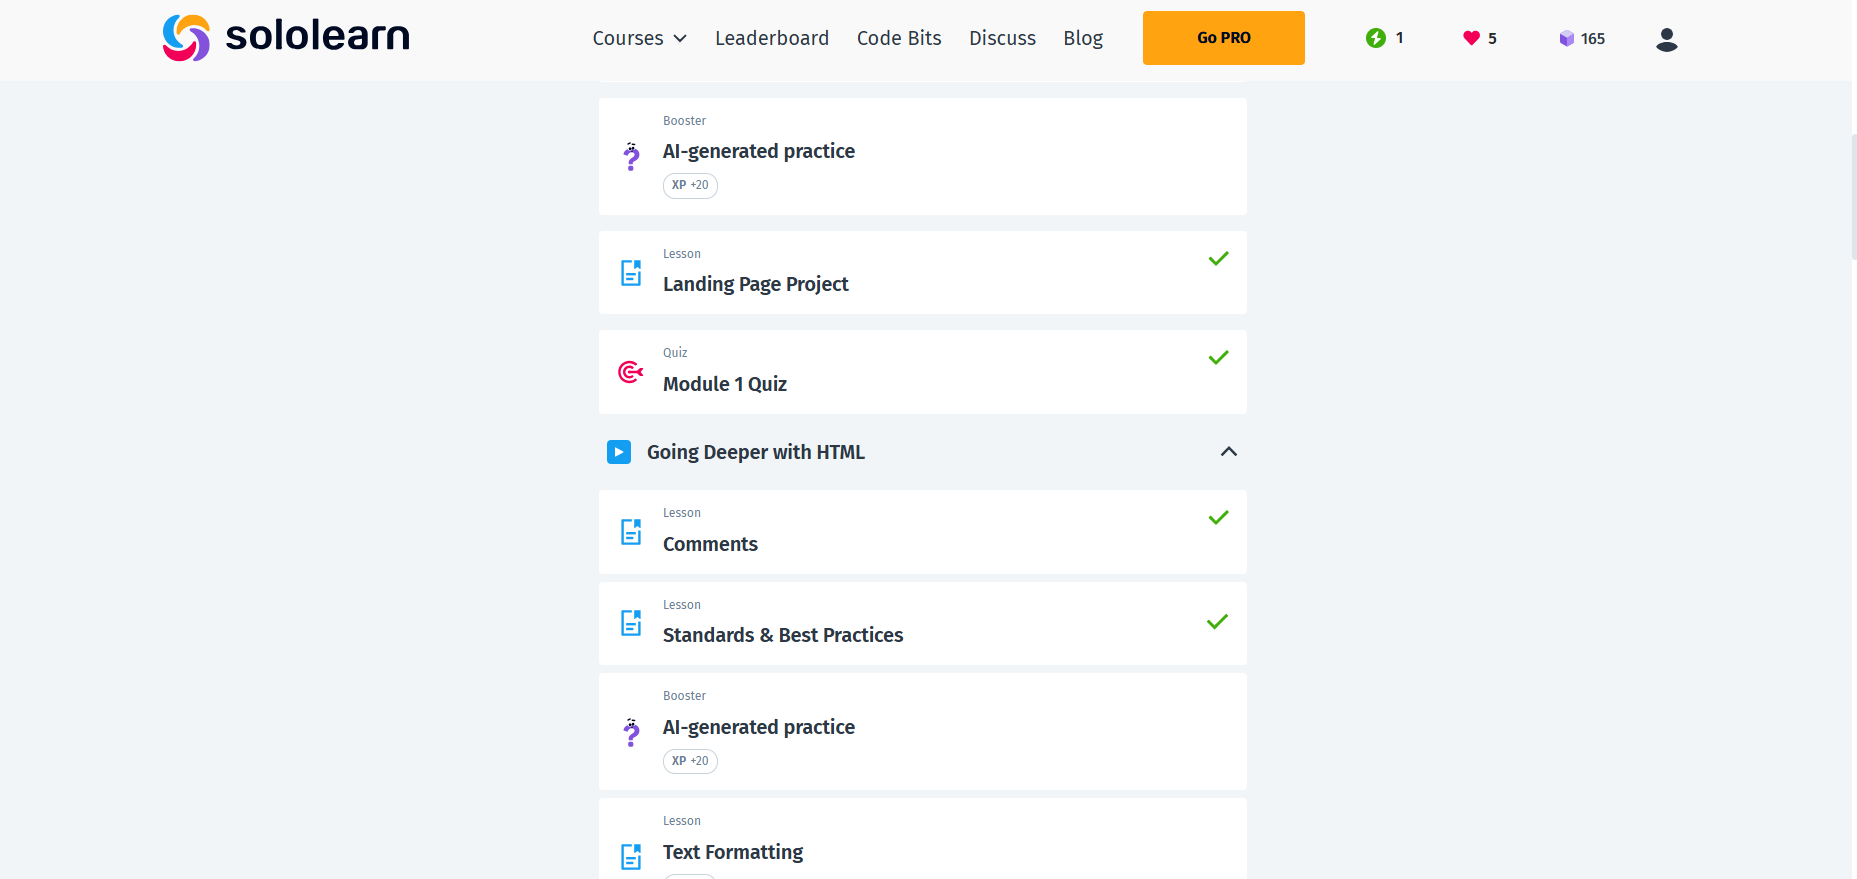 sololearn
Courses Leaderboard Code Bits Discuss Blog Go PRO 1 5 165
Booster
AI-generated practice
XP +20
Lesson
Landing Page Project
Quiz
Module 1 Quiz
Going Deeper with HTML
Lesson
Comments
Lesson
Standards & Best Practices
Booster
AI-generated practice
XP +20
Lesson
Text Formatting